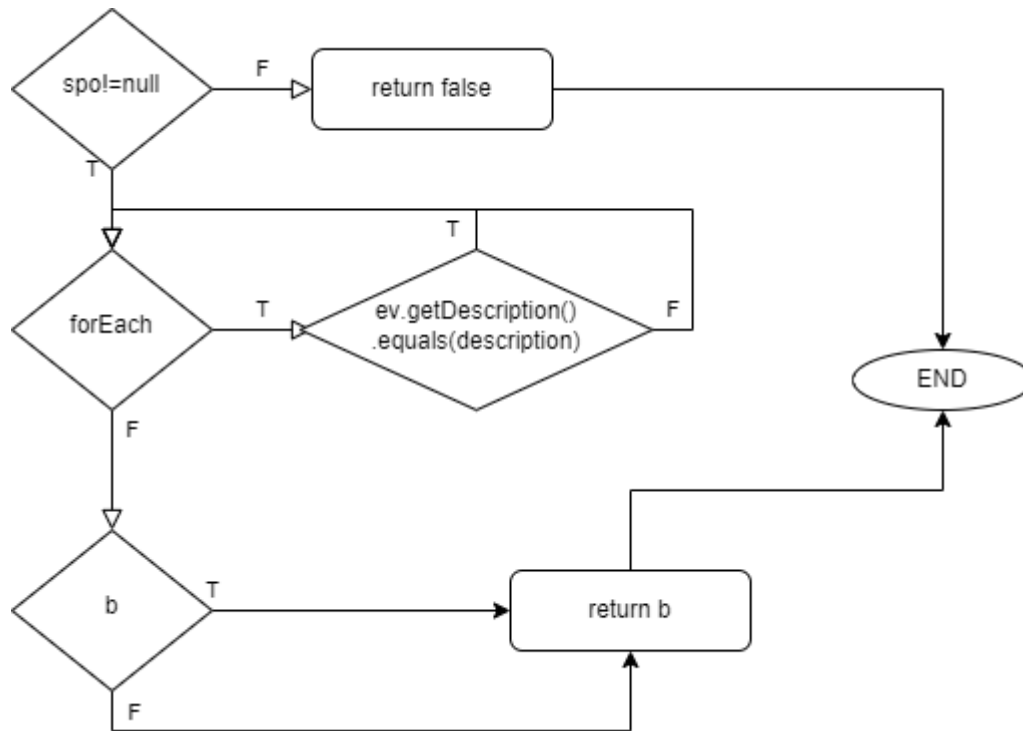 spo!=null
F
return false
T
T
forEach
T
ev.getDescription()
.equals(description)
F
END
F
b
T
return b
F